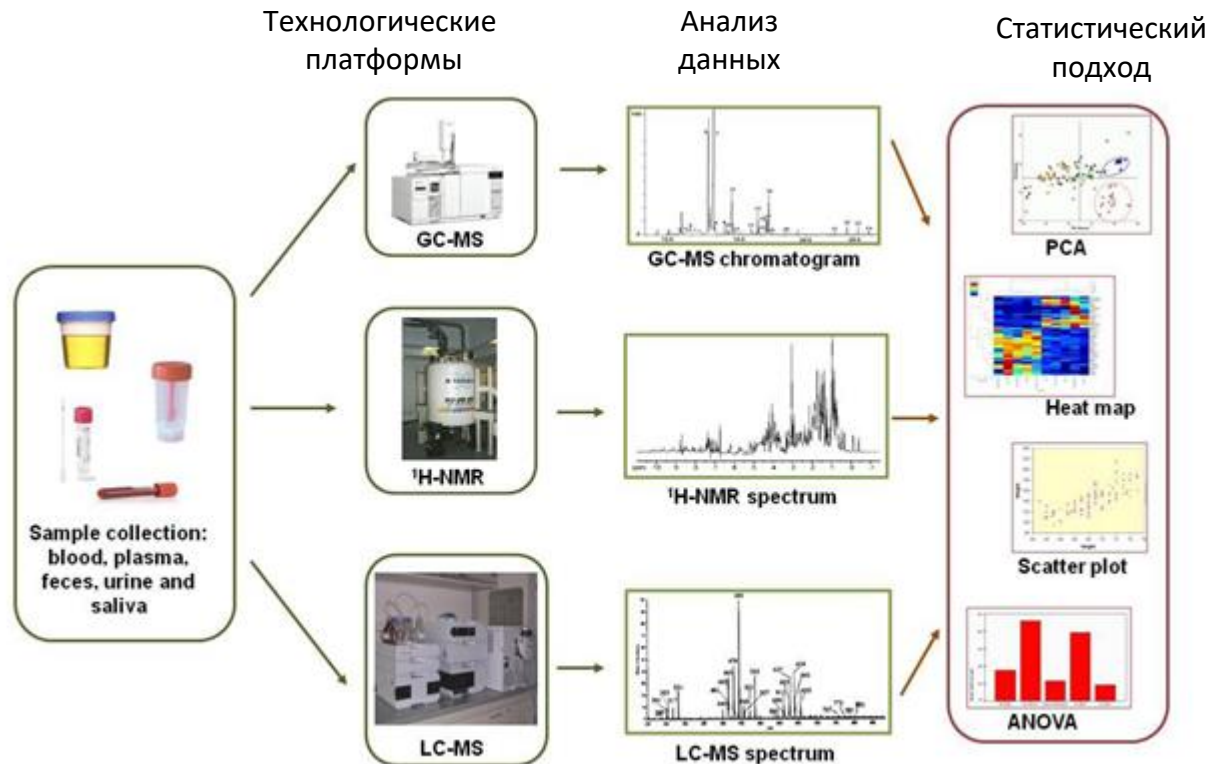 Технологические
платформы
Анализ
данных
Статистический
подход
GC-MS
GC-MS chromatogram
PCA
Sample collection:
blood, plasma,
feces, urine and
saliva
¹H-NMR
¹H-NMR spectrum
Heat map
Scatter plot
LC-MS
LC-MS spectrum
ANOVA